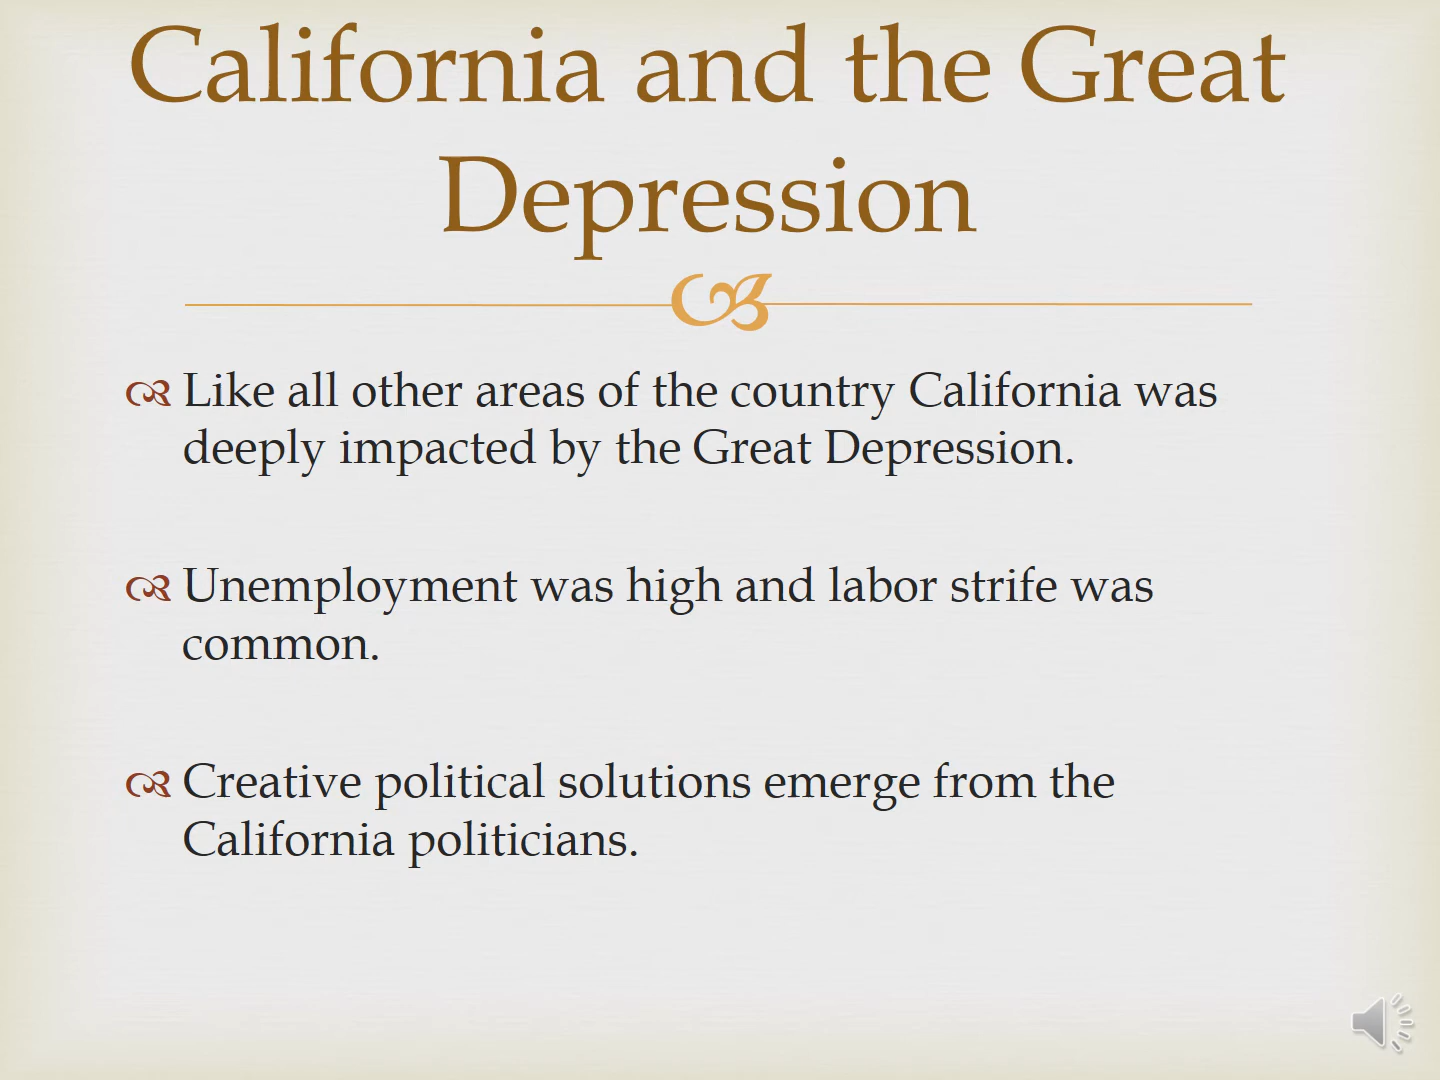 California and the Great
Depression
Like all other areas of the country California was
deeply impacted by the Great Depression.
Unemployment was high and labor strife was
common.
Creative political solutions emerge from the
California politicians.